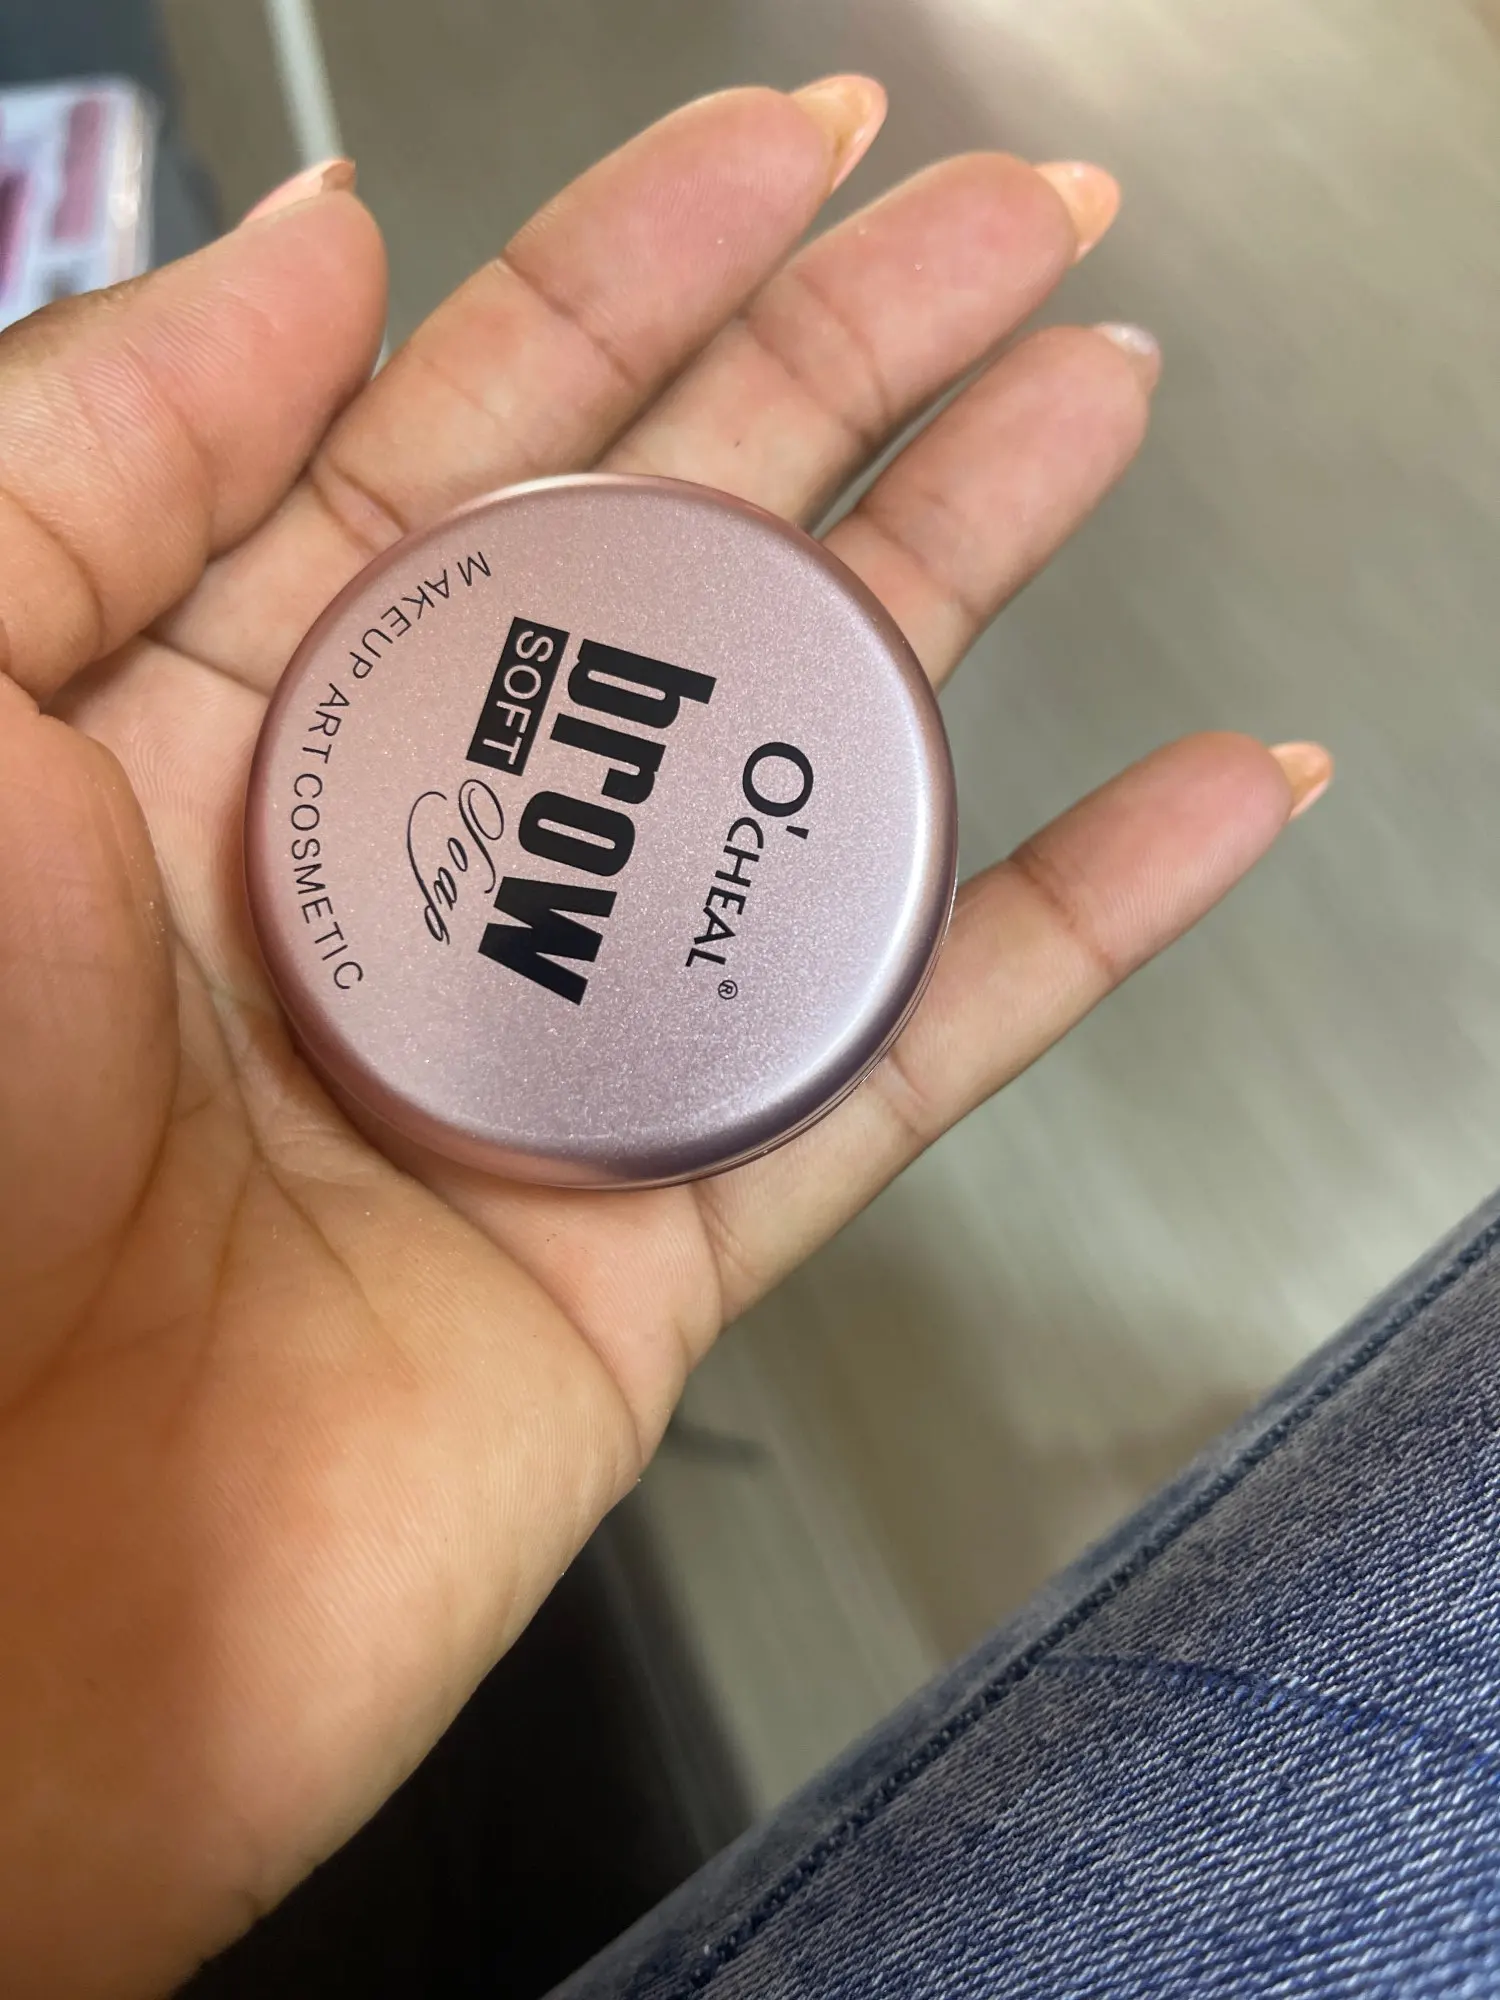 O'CHEAL ®
brow
SOFT Soap
MAKEUP ART COSMETIC